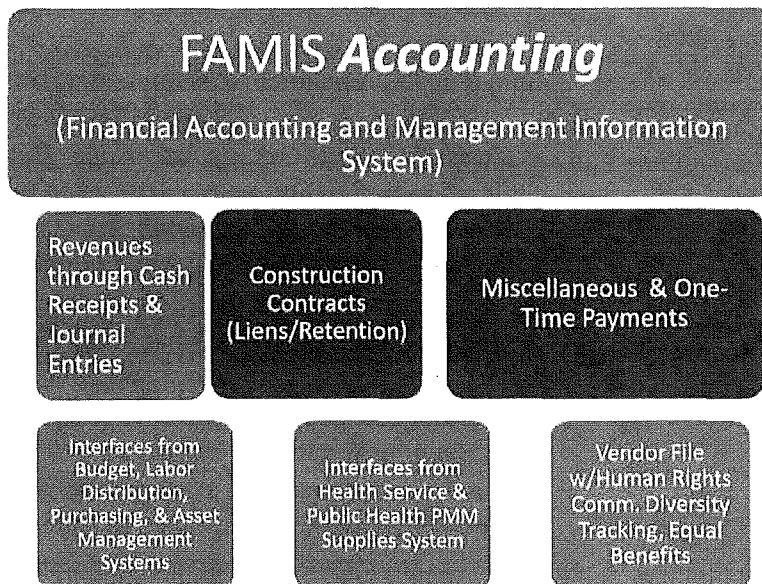 FAMIS Accounting
(Financial Accounting and Management Information
System)
Revenues
through Cash
Receipts &
Journal
Entries
Construction
Contracts
(Liens/Retention)
Miscellaneous & One-
Time Payments
Interfaces from
Budget, Labor
Distribution,
Purchasing, & Asset
Management
Systems
Interfaces from
Health Service &
Public Health PMM
Supplies System
Vendor File
w/Human Rights
Comm. Diversity
Tracking, Equal
Benefits